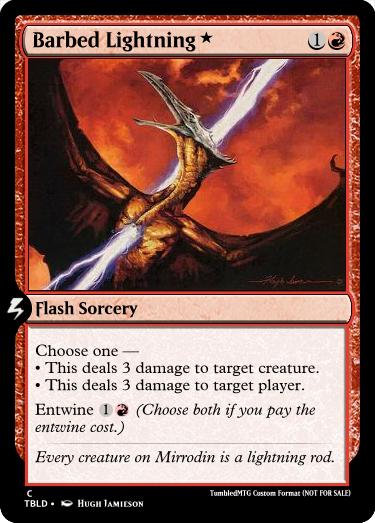 Barbed Lightning ★ 1
Flash Sorcery
Choose one —
• This deals 3 damage to target creature.
• This deals 3 damage to target player.
Entwine 1 (Choose both if you pay the
entwine cost.)
Every creature on Mirrodin is a lightning rod.
C
TBLD • Hugh Jamieson
TumbledMTG Custom Format (NOT FOR SALE)